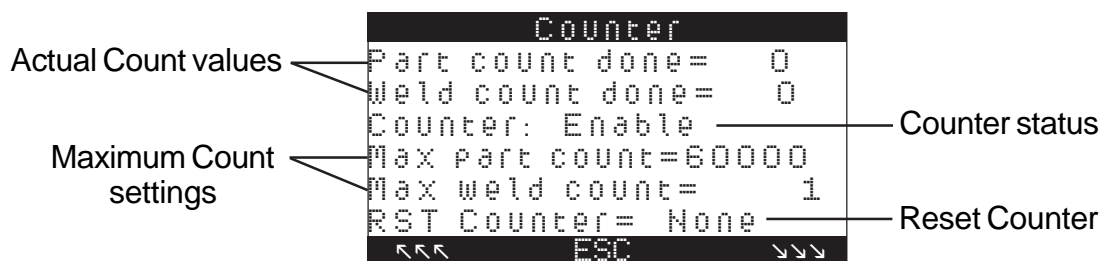 Counter
Actual Count values
Part count done= 0
Weld count done= 0
Counter: Enable
Counter status
Maximum Count
settings
Max part count=60000
Max weld count= 1
RST Counter= None
Reset Counter
↖↖↖ ESC ↘↘↘